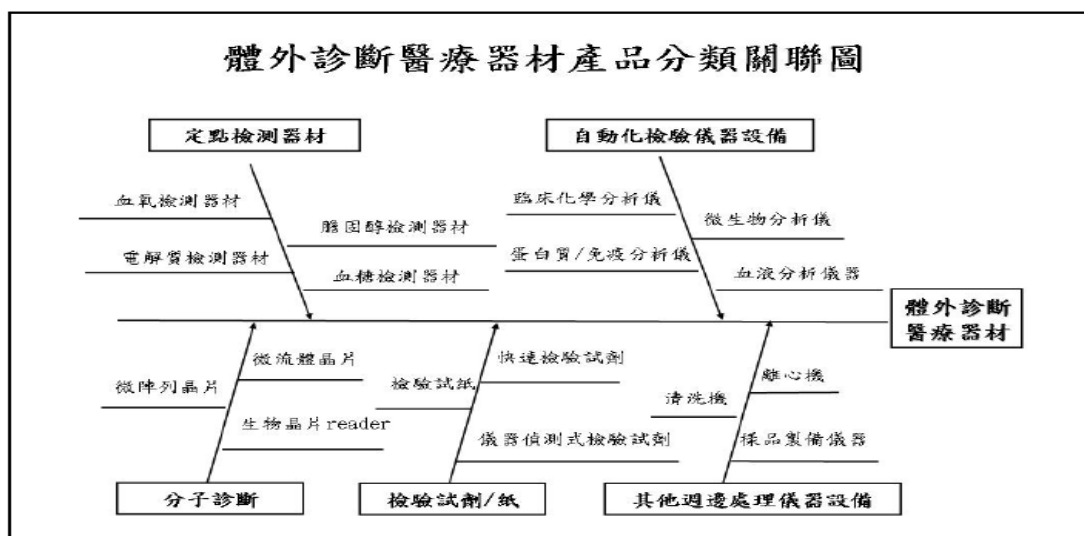 體外診斷醫療器材產品分類關聯圖
定點檢測器材
自動化檢驗儀器設備
血氧檢測器材
膽固醇檢測器材
電解質檢測器材
血糖檢測器材
臨床化學分析儀
微生物分析儀
蛋白質/免疫分析儀
血液分析儀器
體外診斷
醫療器材
微流體晶片
微陣列晶片
生物晶片reader
快速檢驗試劑
檢驗試紙
儀器偵測式檢驗試劑
離心機
清洗機
樣品製備儀器
分子診斷
檢驗試劑/紙
其他週邊處理儀器設備